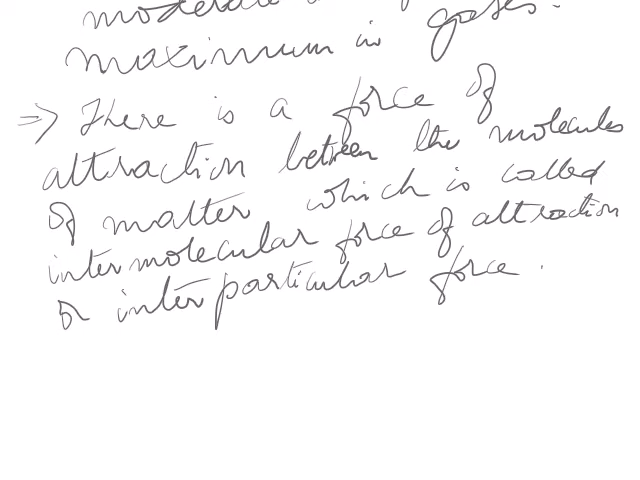 moderate
maximum in gases.
=> There is a force of
attraction between the molecules
of matter which is called
intermolecular force of attraction
or interparticular force.